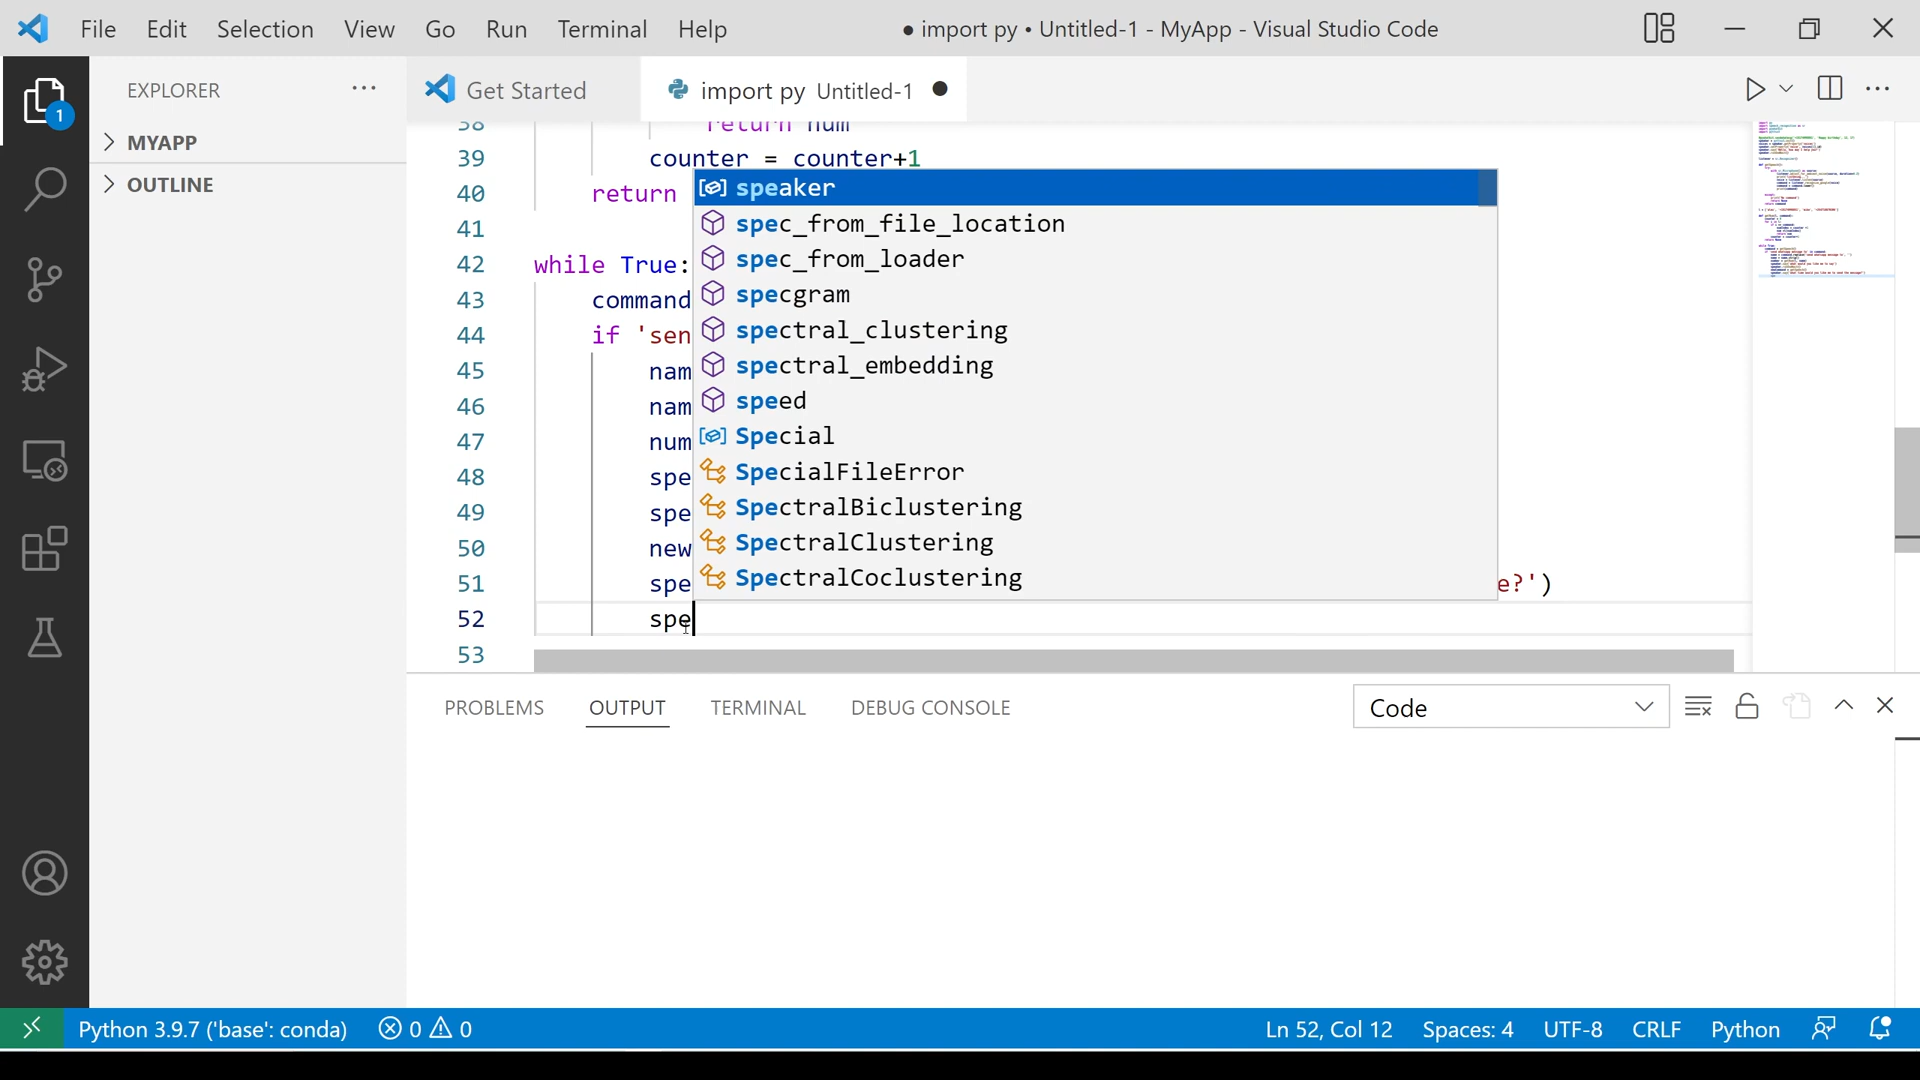 File Edit Selection View Go Run Terminal Help ● import py • Untitled-1 - MyApp - Visual Studio Code
EXPLORER ··· Get Started import py Untitled-1 ●
MYAPP
OUTLINE
38 return num
39 counter = counter+1
40 return
41
42 while True:
43 command
44 if 'sen
45 nam
46 nam
47 num
48 spe
49 spe
50 new
51 spe e?')
52 spe
53
speaker
spec_from_file_location
spec_from_loader
specgram
spectral_clustering
spectral_embedding
speed
Special
SpecialFileError
SpectralBiclustering
SpectralClustering
SpectralCoclustering
PROBLEMS OUTPUT TERMINAL DEBUG CONSOLE Code
1
Python 3.9.7 ('base': conda) 0 0 Ln 52, Col 12 Spaces: 4 UTF-8 CRLF Python